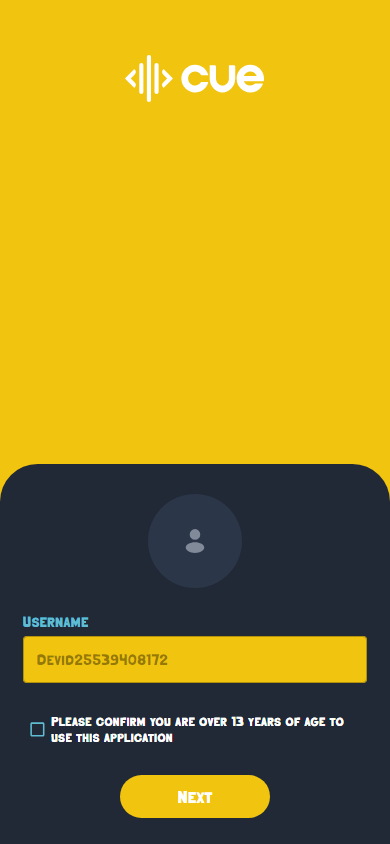 cue
Username
Devid25539408172
Please confirm you are over 13 years of age to
use this application
Next